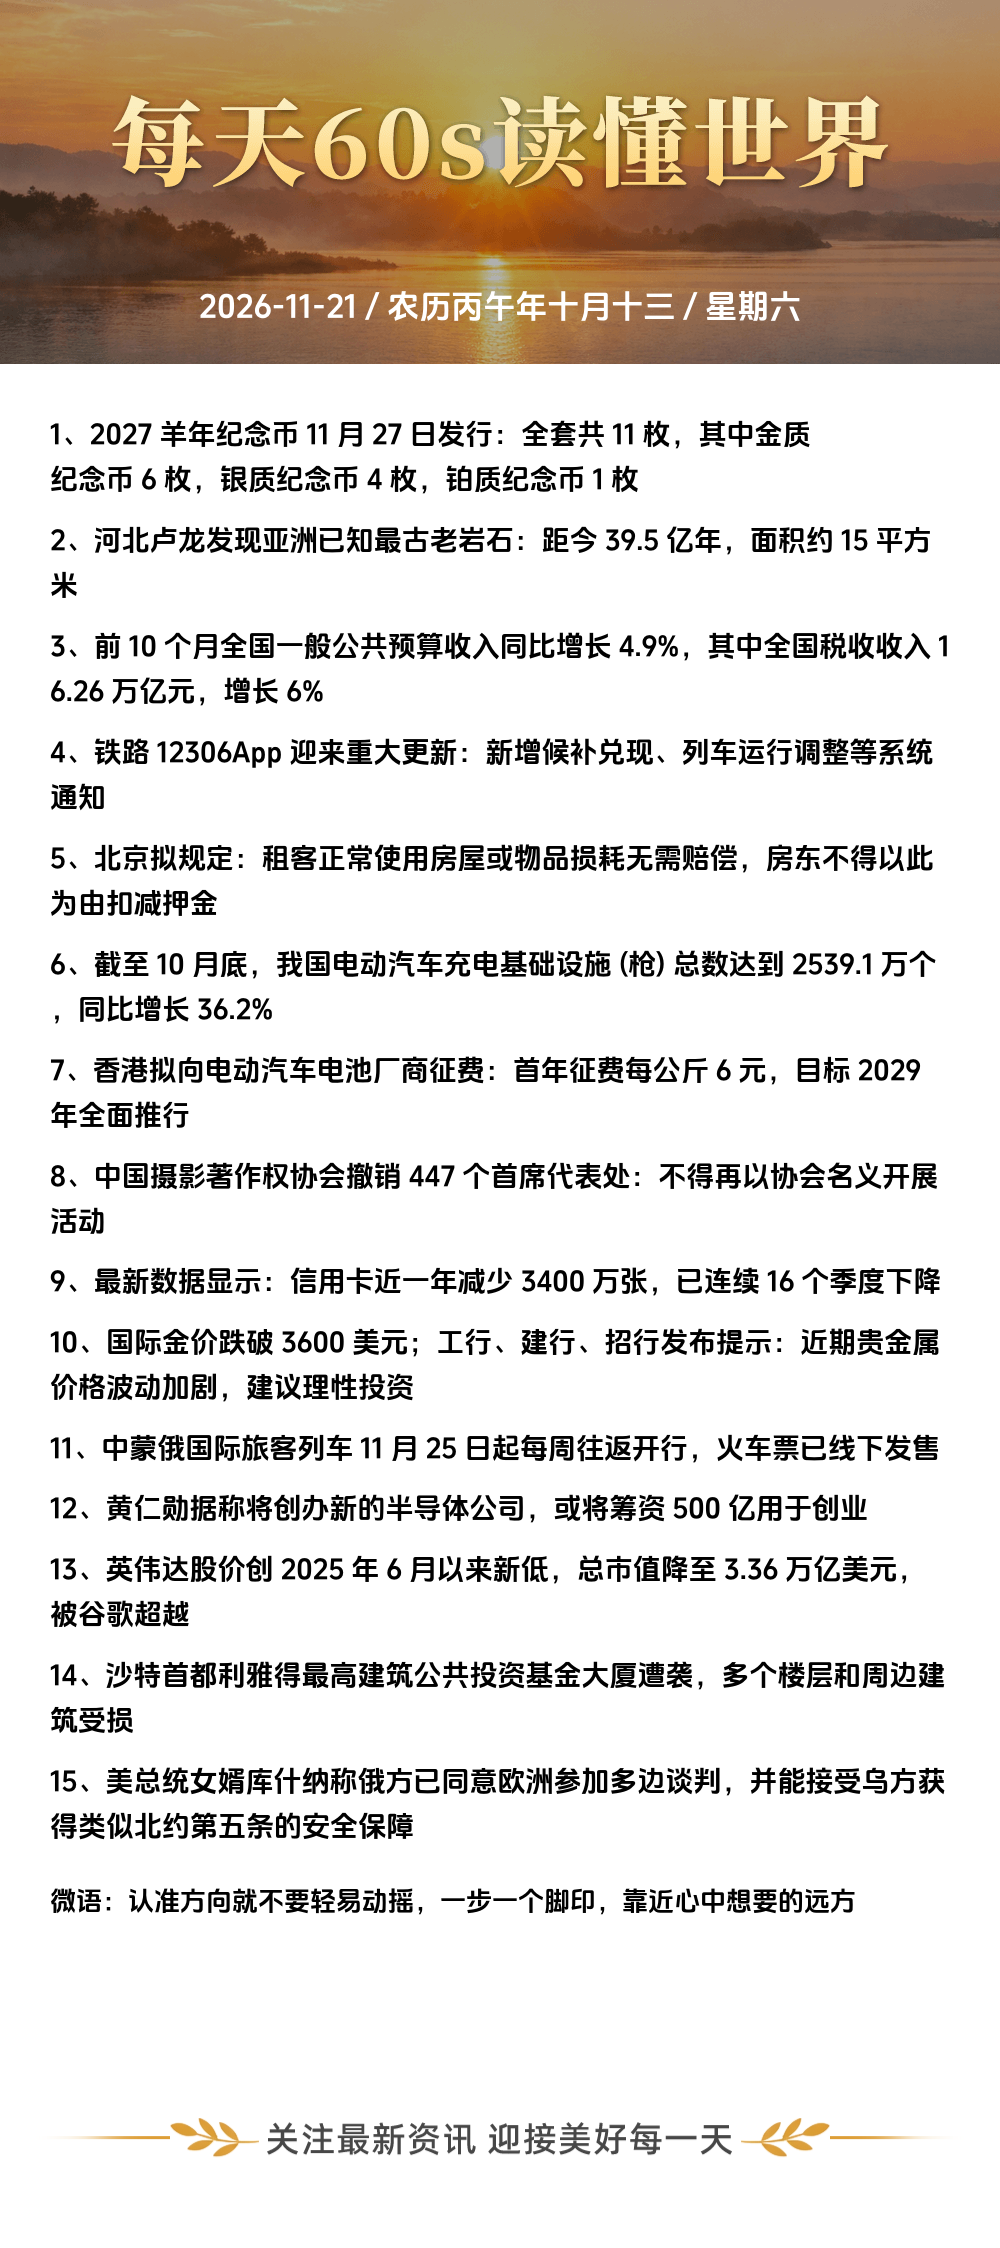 每天60s读懂世界
2026-11-21 / 农历丙午年十月十三 / 星期六
1、2027 羊年纪念币 11 月 27 日发行：全套共 11 枚，其中金质
纪念币 6 枚，银质纪念币 4 枚，铂质纪念币 1 枚
2、河北卢龙发现亚洲已知最古老岩石：距今 39.5 亿年，面积约 15 平方
米
3、前 10 个月全国一般公共预算收入同比增长 4.9%，其中全国税收收入 1
6.26 万亿元，增长 6%
4、铁路 12306App 迎来重大更新：新增候补兑现、列车运行调整等系统
通知
5、北京拟规定：租客正常使用房屋或物品损耗无需赔偿，房东不得以此
为由扣减押金
6、截至 10 月底，我国电动汽车充电基础设施 (枪) 总数达到 2539.1 万个
，同比增长 36.2%
7、香港拟向电动汽车电池厂商征费：首年征费每公斤 6 元，目标 2029
年全面推行
8、中国摄影著作权协会撤销 447 个首席代表处：不得再以协会名义开展
活动
9、最新数据显示：信用卡近一年减少 3400 万张，已连续 16 个季度下降
10、国际金价跌破 3600 美元；工行、建行、招行发布提示：近期贵金属
价格波动加剧，建议理性投资
11、中蒙俄国际旅客列车 11 月 25 日起每周往返开行，火车票已线下发售
12、黄仁勋据称将创办新的半导体公司，或将筹资 500 亿用于创业
13、英伟达股价创 2025 年 6 月以来新低，总市值降至 3.36 万亿美元，
被谷歌超越
14、沙特首都利雅得最高建筑公共投资基金大厦遭袭，多个楼层和周边建
筑受损
15、美总统女婿库什纳称俄方已同意欧洲参加多边谈判，并能接受乌方获
得类似北约第五条的安全保障
微语：认准方向就不要轻易动摇，一步一个脚印，靠近心中想要的远方
关注最新资讯 迎接美好每一天